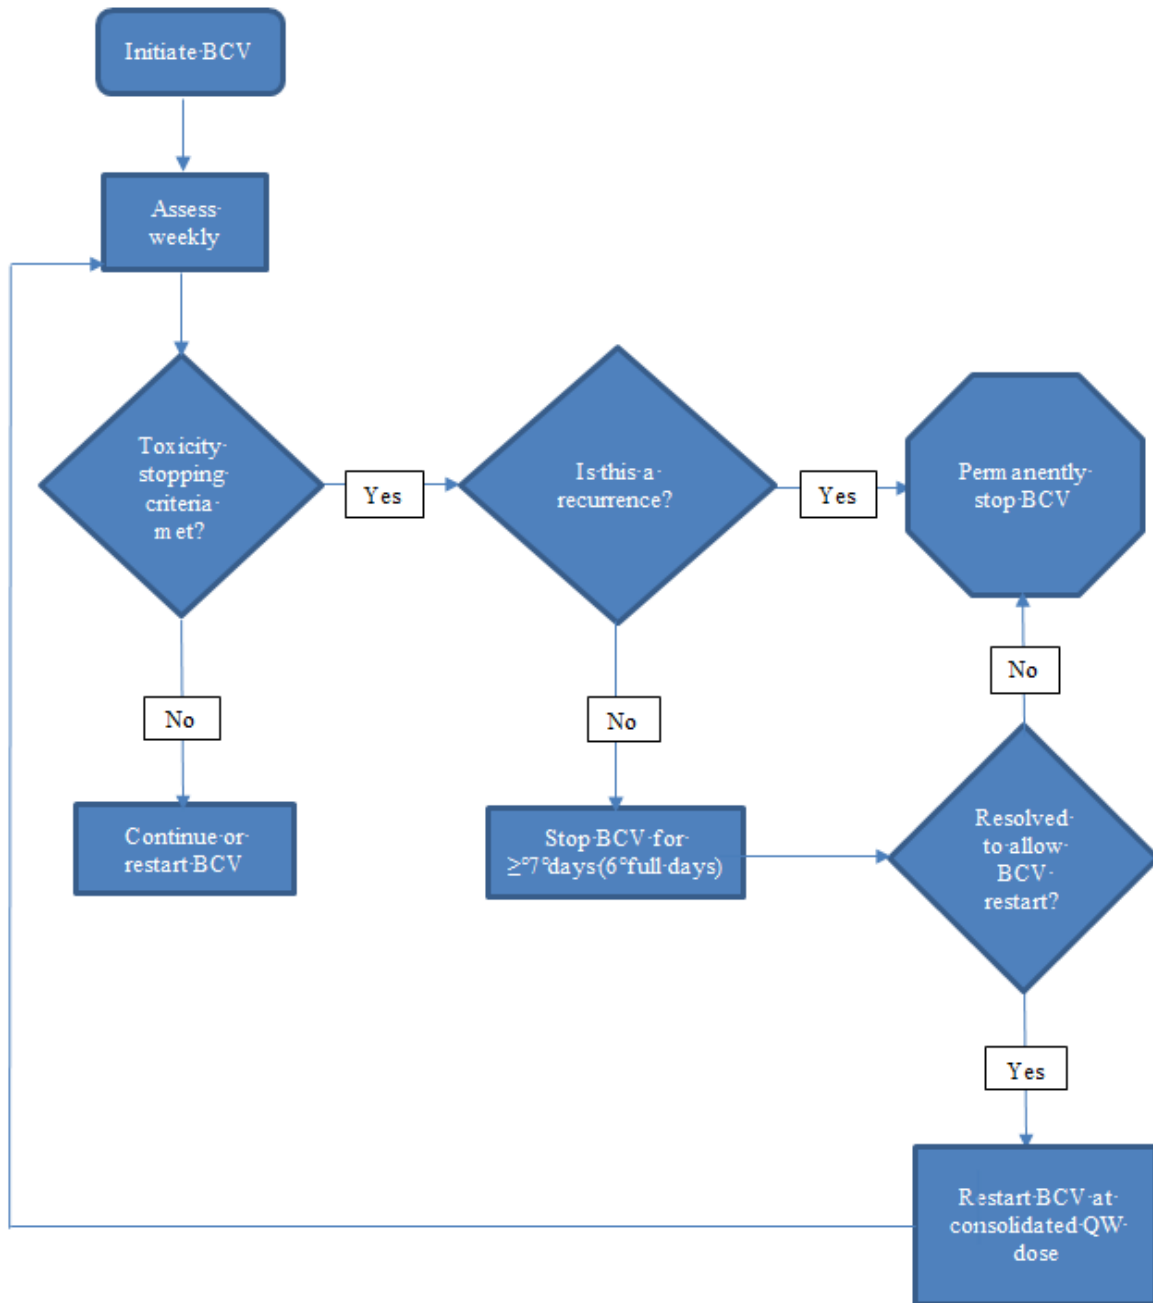 Initiate·BCV
Assess·
weekly
Toxicity·
stopping·
criteria·
met?
Yes
Is·this·a·
recurrence?
Yes
Permanently·
stop·BCV
No
No
No
Continue·or·
restart·BCV
Stop·BCV·for·
≥°7°days·(6°full·days)
Resolved·
to·allow·
BCV·
restart?
Yes
Restart·BCV·at·
consolidated·QW·
dose